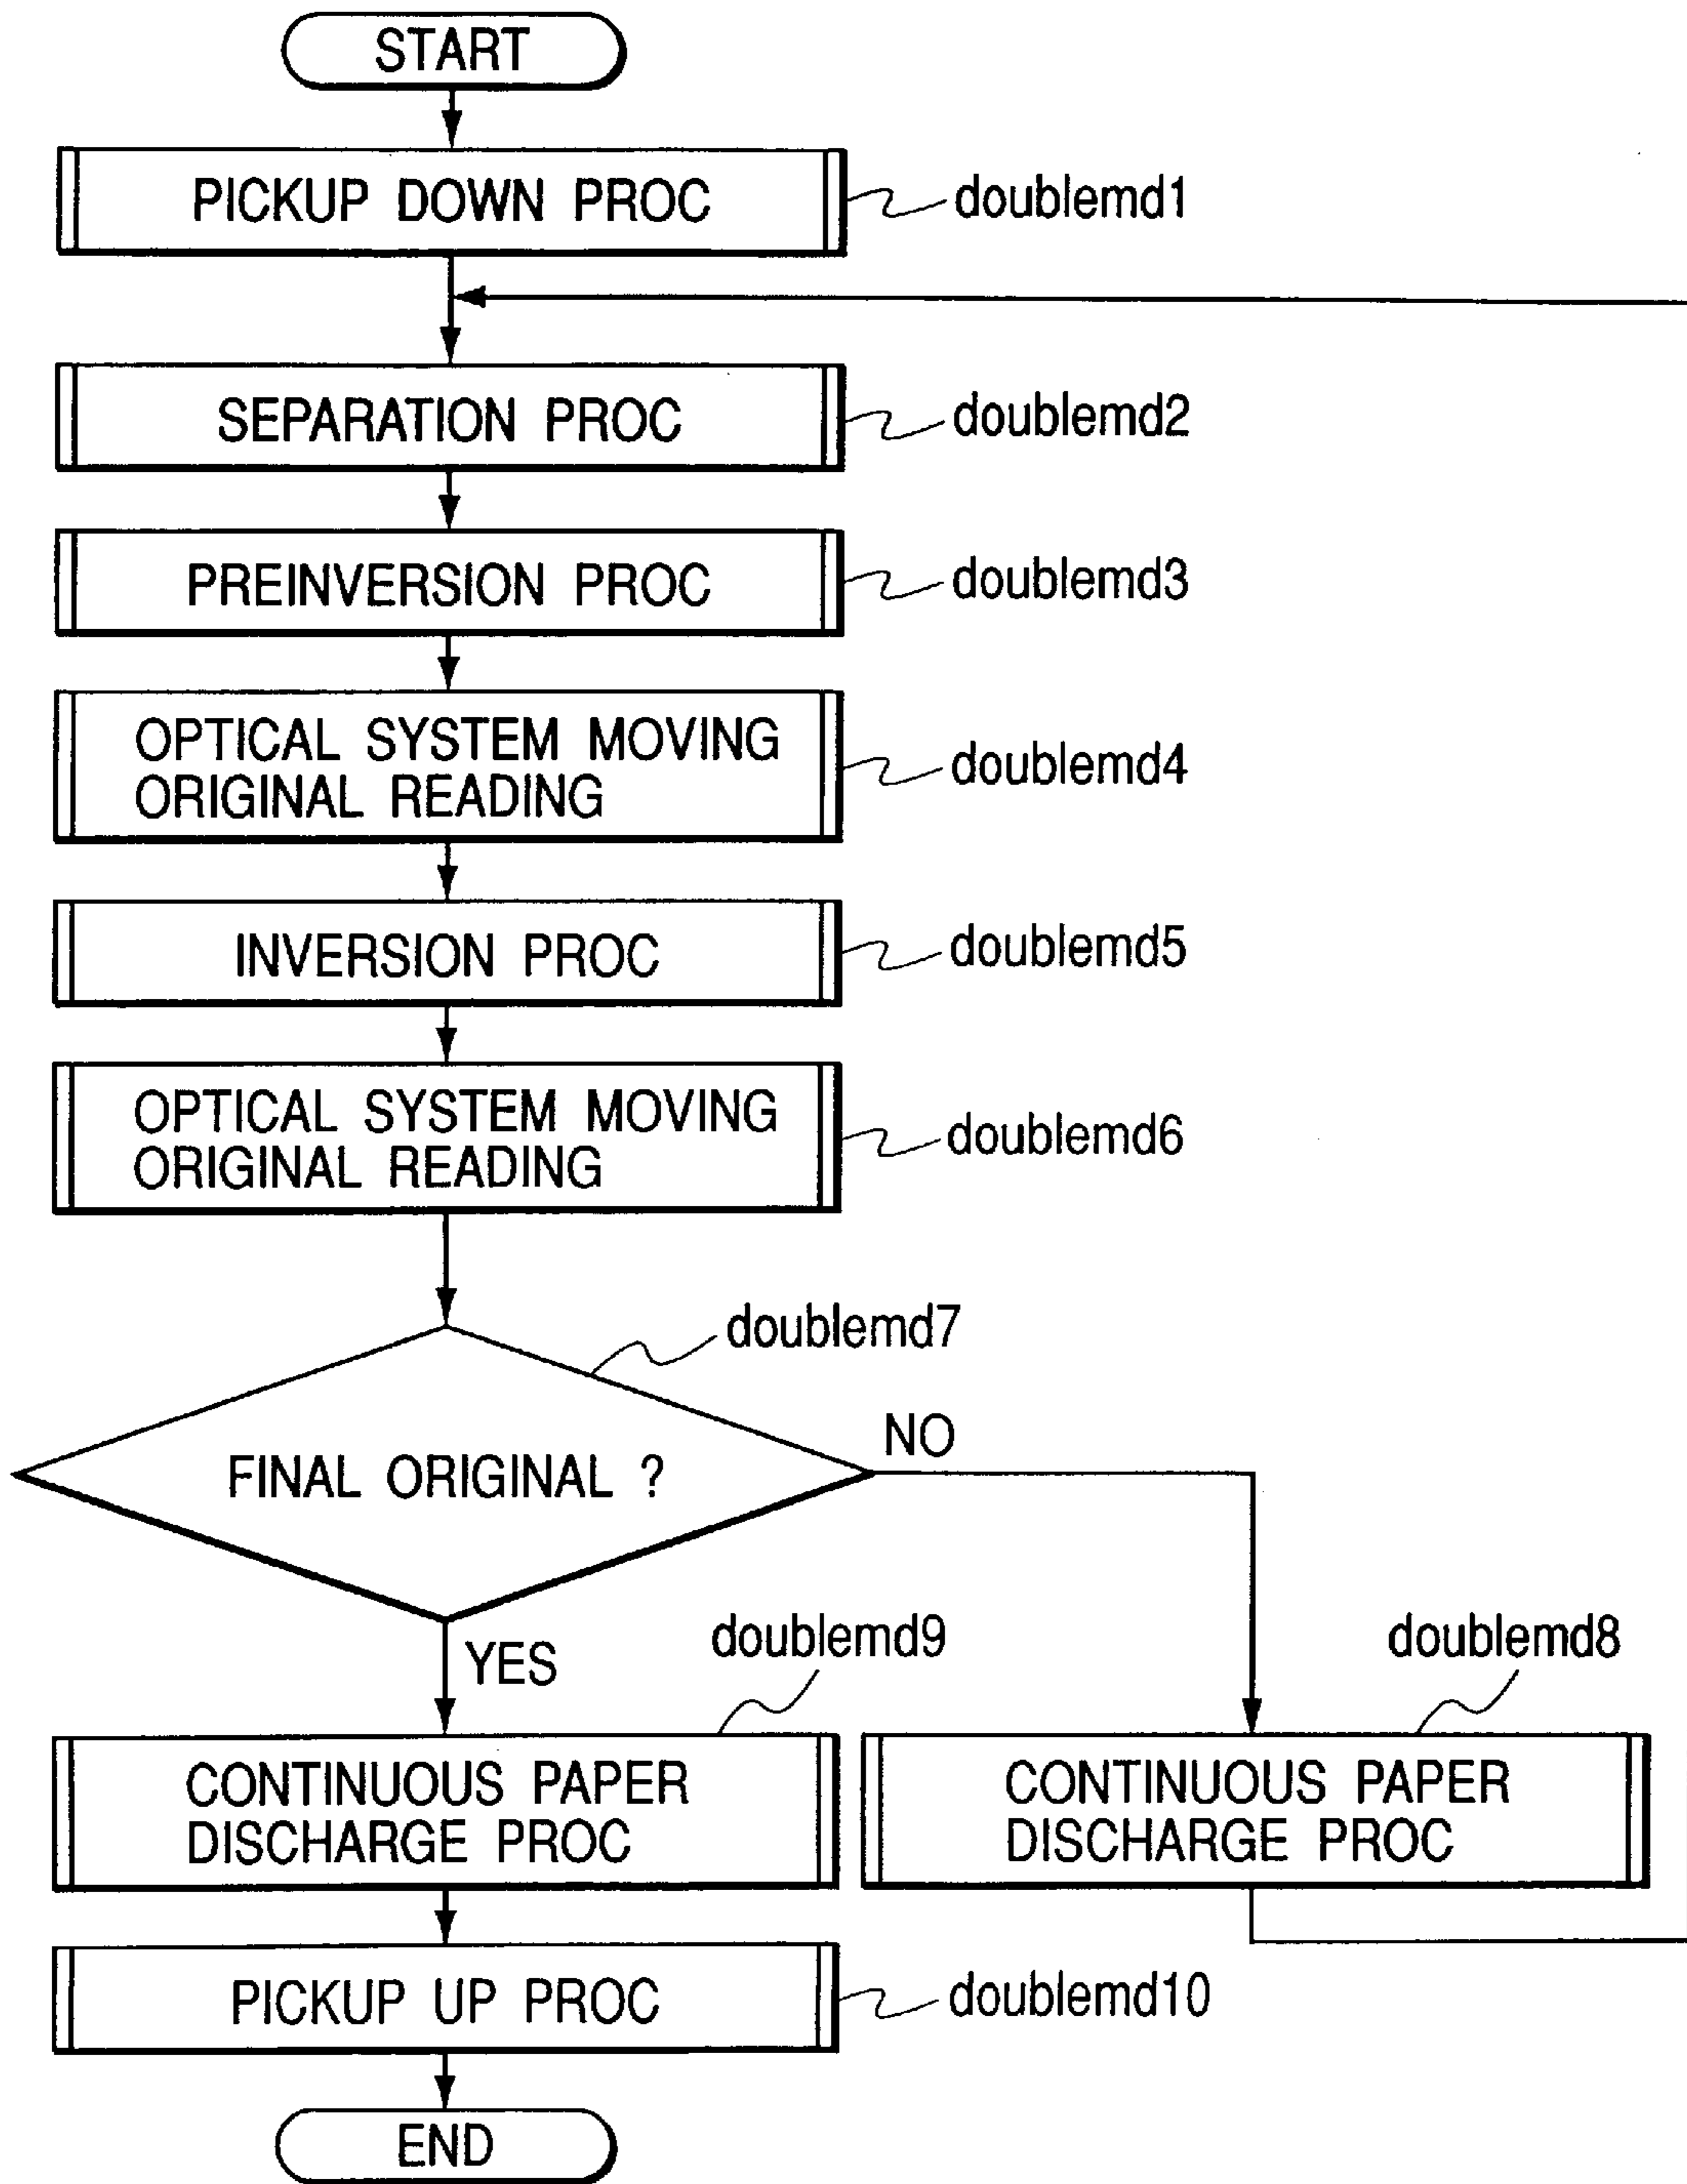 START
PICKUP DOWN PROC
doublemd1
SEPARATION PROC
doublemd2
PREINVERSION PROC
doublemd3
OPTICAL SYSTEM MOVING
ORIGINAL READING
doublemd4
INVERSION PROC
doublemd5
OPTICAL SYSTEM MOVING
ORIGINAL READING
doublemd6
doublemd7
FINAL ORIGINAL ?
NO
YES
doublemd9
CONTINUOUS PAPER
DISCHARGE PROC
doublemd8
CONTINUOUS PAPER
DISCHARGE PROC
PICKUP UP PROC
doublemd10
END